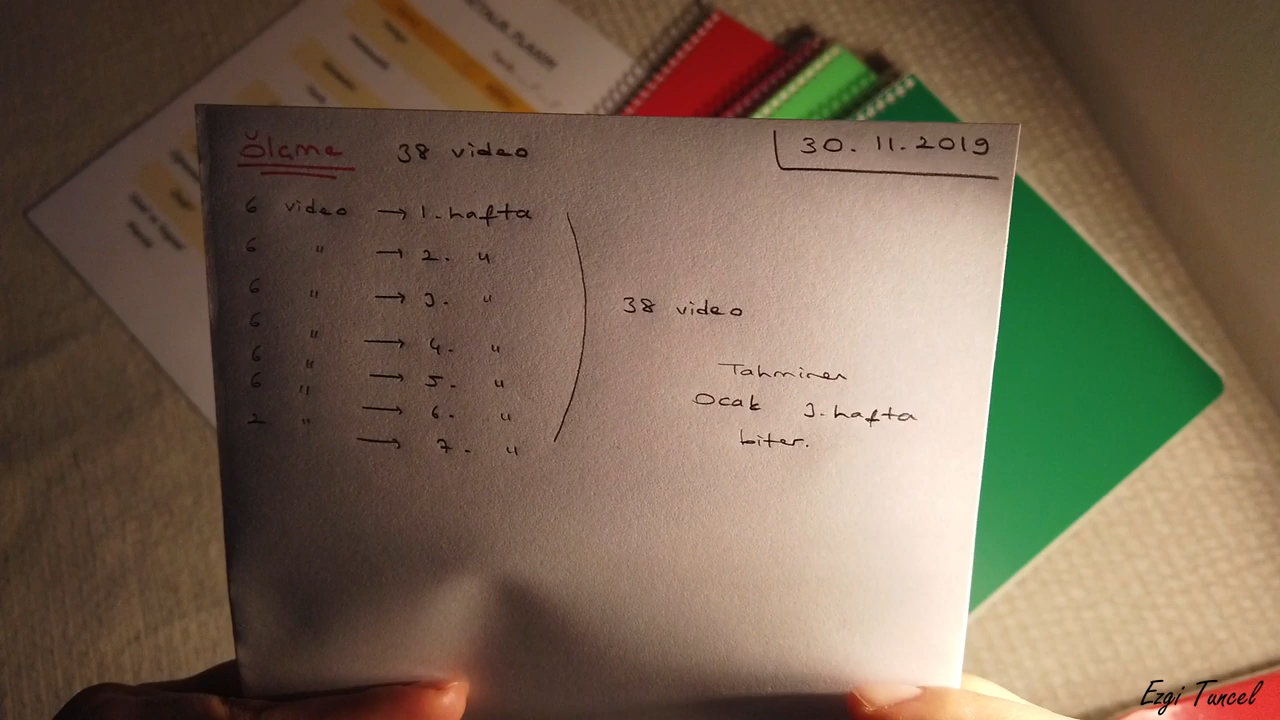 Ölçme 38 video
30.11.2019
6 video → 1. hafta
6 " → 2. "
6 " → 3. "
6 " → 4. "
6 " → 5. "
6 " → 6. "
2 " → 7. "
38 video
Tahminen
Ocak 3. hafta
biter.
Ezgi Tuncel